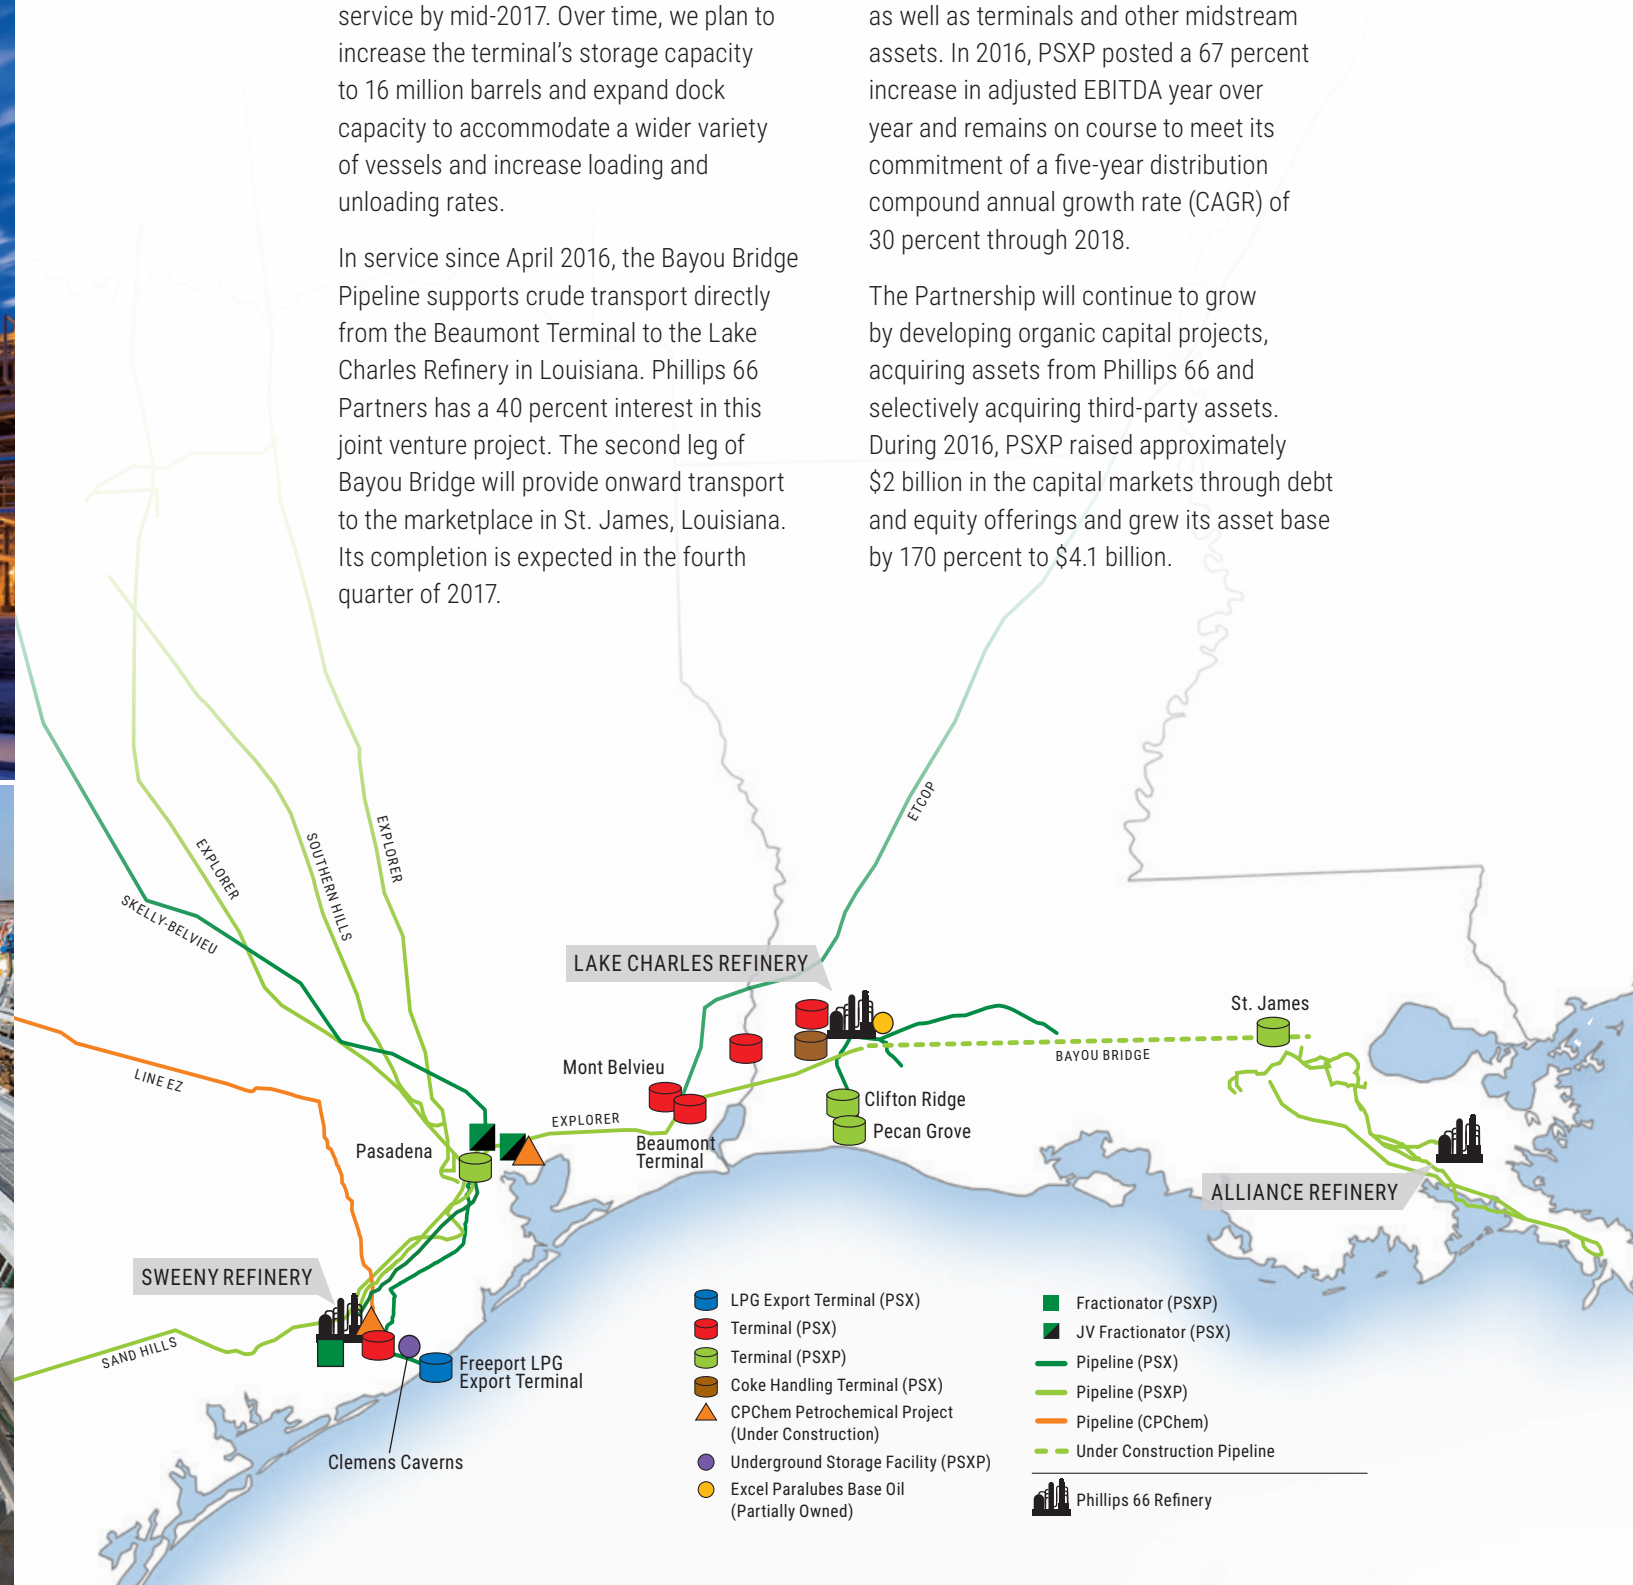 service by mid-2017. Over time, we plan to
increase the terminal's storage capacity
to 16 million barrels and expand dock
capacity to accommodate a wider variety
of vessels and increase loading and
unloading rates.
In service since April 2016, the Bayou Bridge
Pipeline supports crude transport directly
from the Beaumont Terminal to the Lake
Charles Refinery in Louisiana. Phillips 66
Partners has a 40 percent interest in this
joint venture project. The second leg of
Bayou Bridge will provide onward transport
to the marketplace in St. James, Louisiana.
Its completion is expected in the fourth
quarter of 2017.
as well as terminals and other midstream
assets. In 2016, PSXP posted a 67 percent
increase in adjusted EBITDA year over
year and remains on course to meet its
commitment of a five-year distribution
compound annual growth rate (CAGR) of
30 percent through 2018.
The Partnership will continue to grow
by developing organic capital projects,
acquiring assets from Phillips 66 and
selectively acquiring third-party assets.
During 2016, PSXP raised approximately
$2 billion in the capital markets through debt
and equity offerings and grew its asset base
by 170 percent to $4.1 billion.
ETCOP
EXPLORER
SOUTHERN HILLS
EXPLORER
SKELLY-BELVIEU
LAKE CHARLES REFINERY
St. James
BAYOU BRIDGE
Mont Belvieu
LINE EZ
Clifton Ridge
Pecan Grove
EXPLORER
Pasadena
Beaumont
Terminal
ALLIANCE REFINERY
SWEENY REFINERY
SAND HILLS
Freeport LPG
Export Terminal
Clemens Caverns
LPG Export Terminal (PSX)
Terminal (PSX)
Terminal (PSXP)
Coke Handling Terminal (PSX)
CPChem Petrochemical Project
(Under Construction)
Underground Storage Facility (PSXP)
Excel Paralubes Base Oil
(Partially Owned)
Fractionator (PSXP)
JV Fractionator (PSX)
Pipeline (PSX)
Pipeline (PSXP)
Pipeline (CPChem)
Under Construction Pipeline
Phillips 66 Refinery